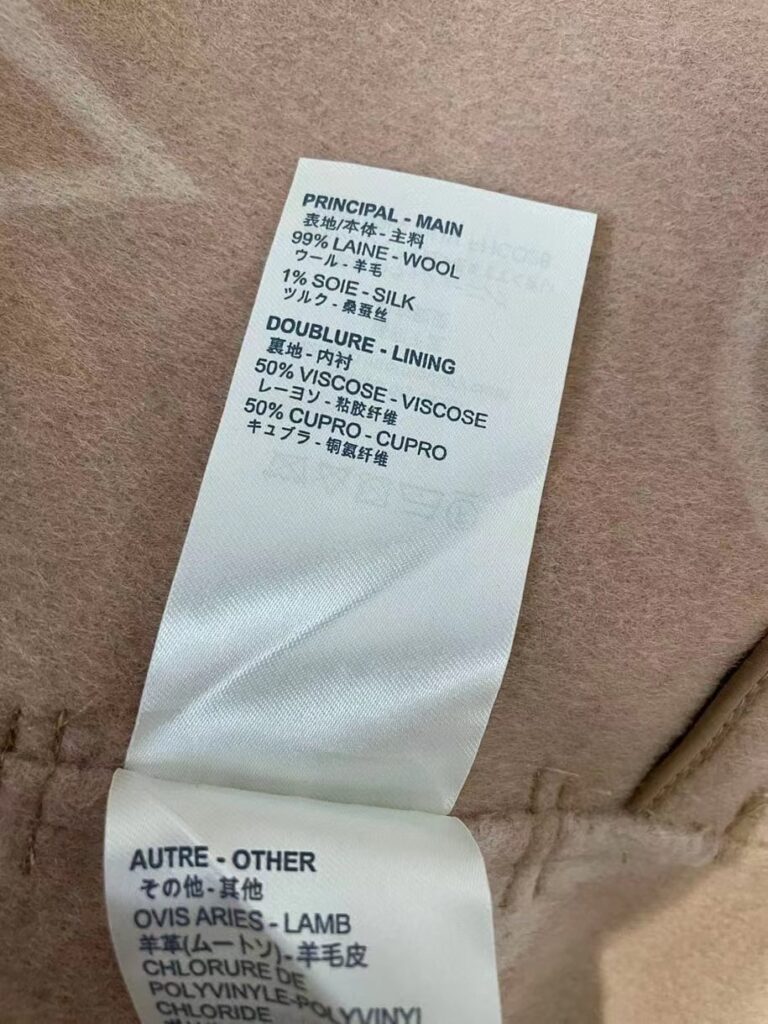 PRINCIPAL - MAIN
表地/本体 - 主料
99% LAINE - WOOL
ウール - 羊毛
1% SOIE - SILK
ツルク - 桑蚕丝
DOUBLURE - LINING
裏地 - 内衬
50% VISCOSE - VISCOSE
レーヨソ - 粘胶纤维
50% CUPRO - CUPRO
キュプラ - 铜氨纤维
AUTRE - OTHER
その他 - 其他
OVIS ARIES - LAMB
羊革(ムートソ) - 羊毛皮
CHLORURE DE
POLYVINYLE-POLYVINYL
CHLORIDE